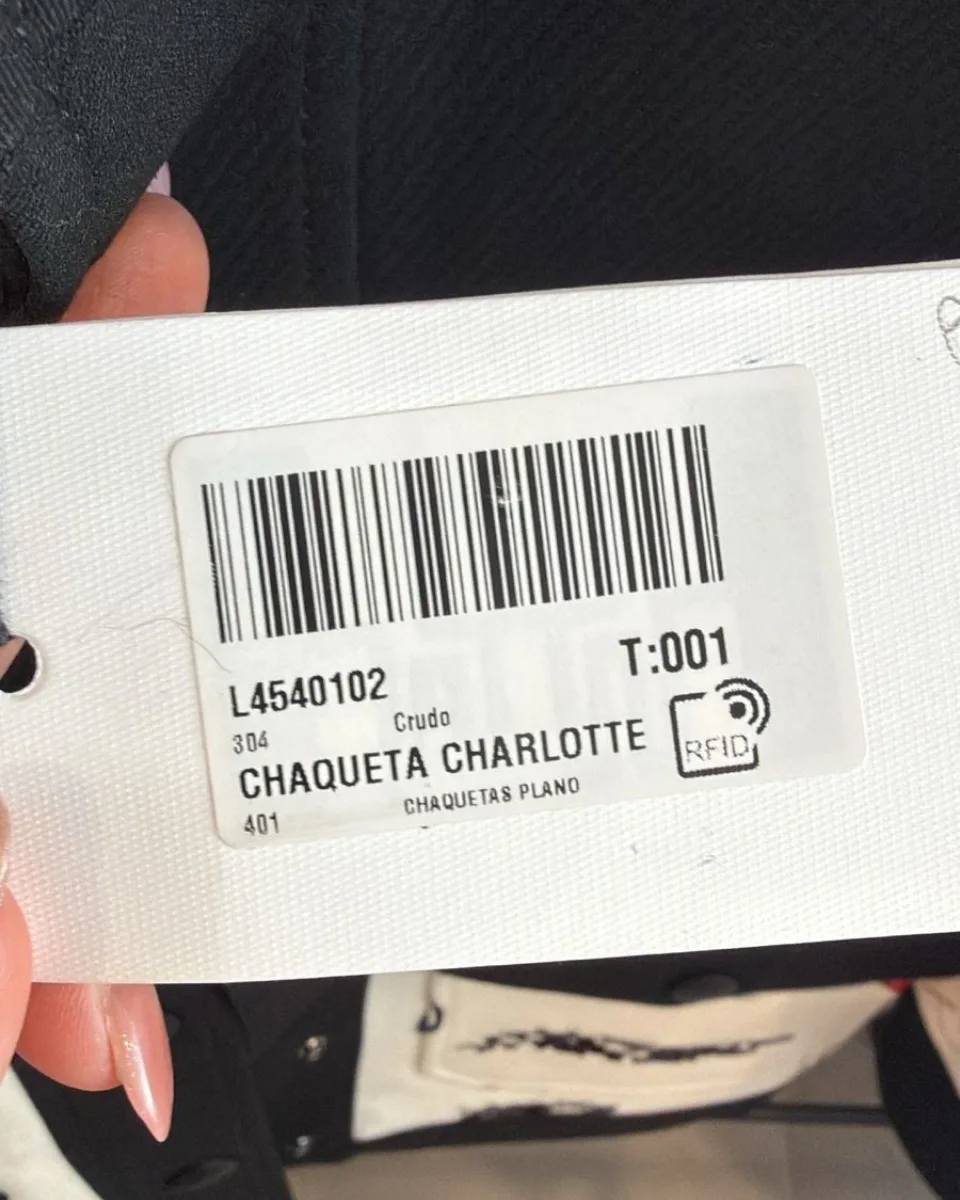 L4540102 T:001
304 Crudo
CHAQUETA CHARLOTTE
RFID
401 CHAQUETAS PLANO